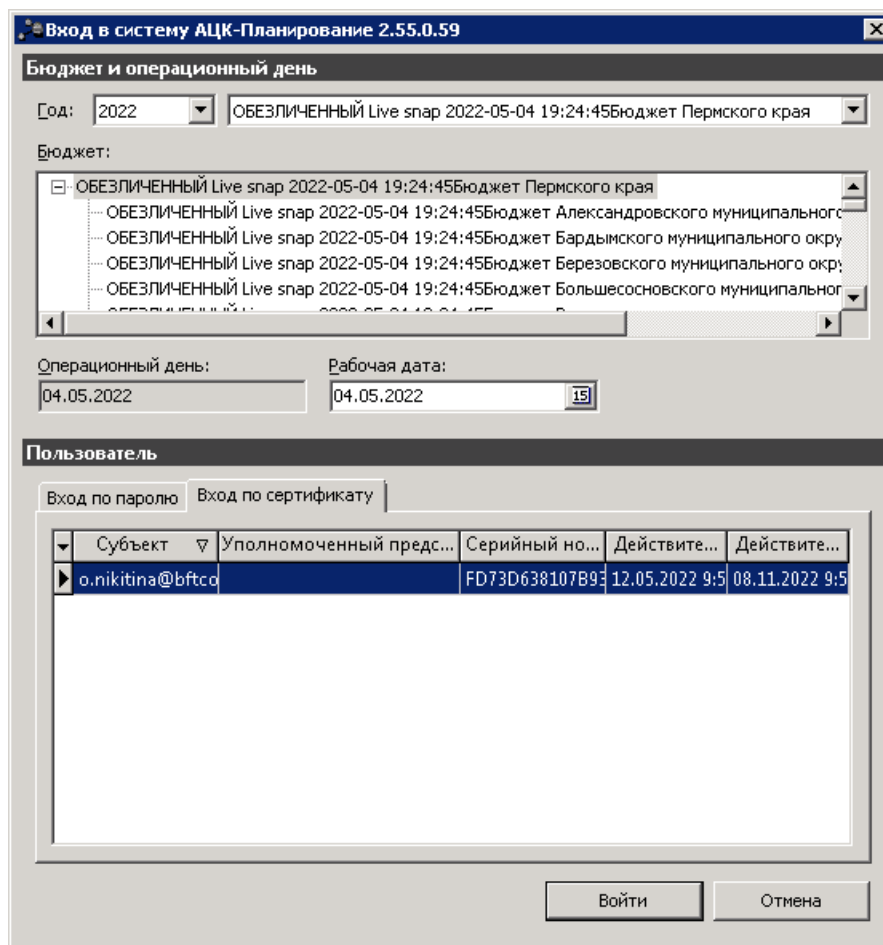 Вход в систему АЦК-Планирование 2.55.0.59
Бюджет и операционный день
Год: 2022 ОБЕЗЛИЧЕННЫЙ Live snap 2022-05-04 19:24:45Бюджет Пермского края
Бюджет:
ОБЕЗЛИЧЕННЫЙ Live snap 2022-05-04 19:24:45Бюджет Пермского края
ОБЕЗЛИЧЕННЫЙ Live snap 2022-05-04 19:24:45Бюджет Александровского муниципального
ОБЕЗЛИЧЕННЫЙ Live snap 2022-05-04 19:24:45Бюджет Бардымского муниципального окру
ОБЕЗЛИЧЕННЫЙ Live snap 2022-05-04 19:24:45Бюджет Березовского муниципального окру
ОБЕЗЛИЧЕННЫЙ Live snap 2022-05-04 19:24:45Бюджет Большесосновского муниципальног
Операционный день: Рабочая дата:
04.05.2022 04.05.2022 15
Пользователь
Вход по паролю Вход по сертификату
Субъект Уполномоченный предс... Серийный но... Действите... Действите...
o.nikitina@bftco FD73D638107B93 12.05.2022 9:5 08.11.2022 9:5
Войти Отмена